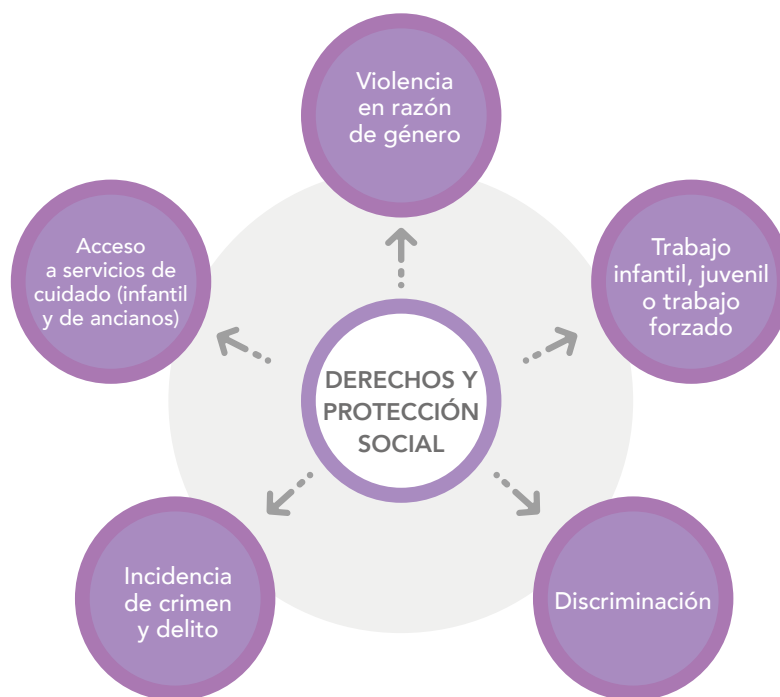 Violencia
en razón
de género
Acceso
a servicios de
cuidado (infantil
y de ancianos)
Trabajo
infantil, juvenil
o trabajo
forzado
DERECHOS Y
PROTECCIÓN
SOCIAL
Incidencia
de crimen
y delito
Discriminación